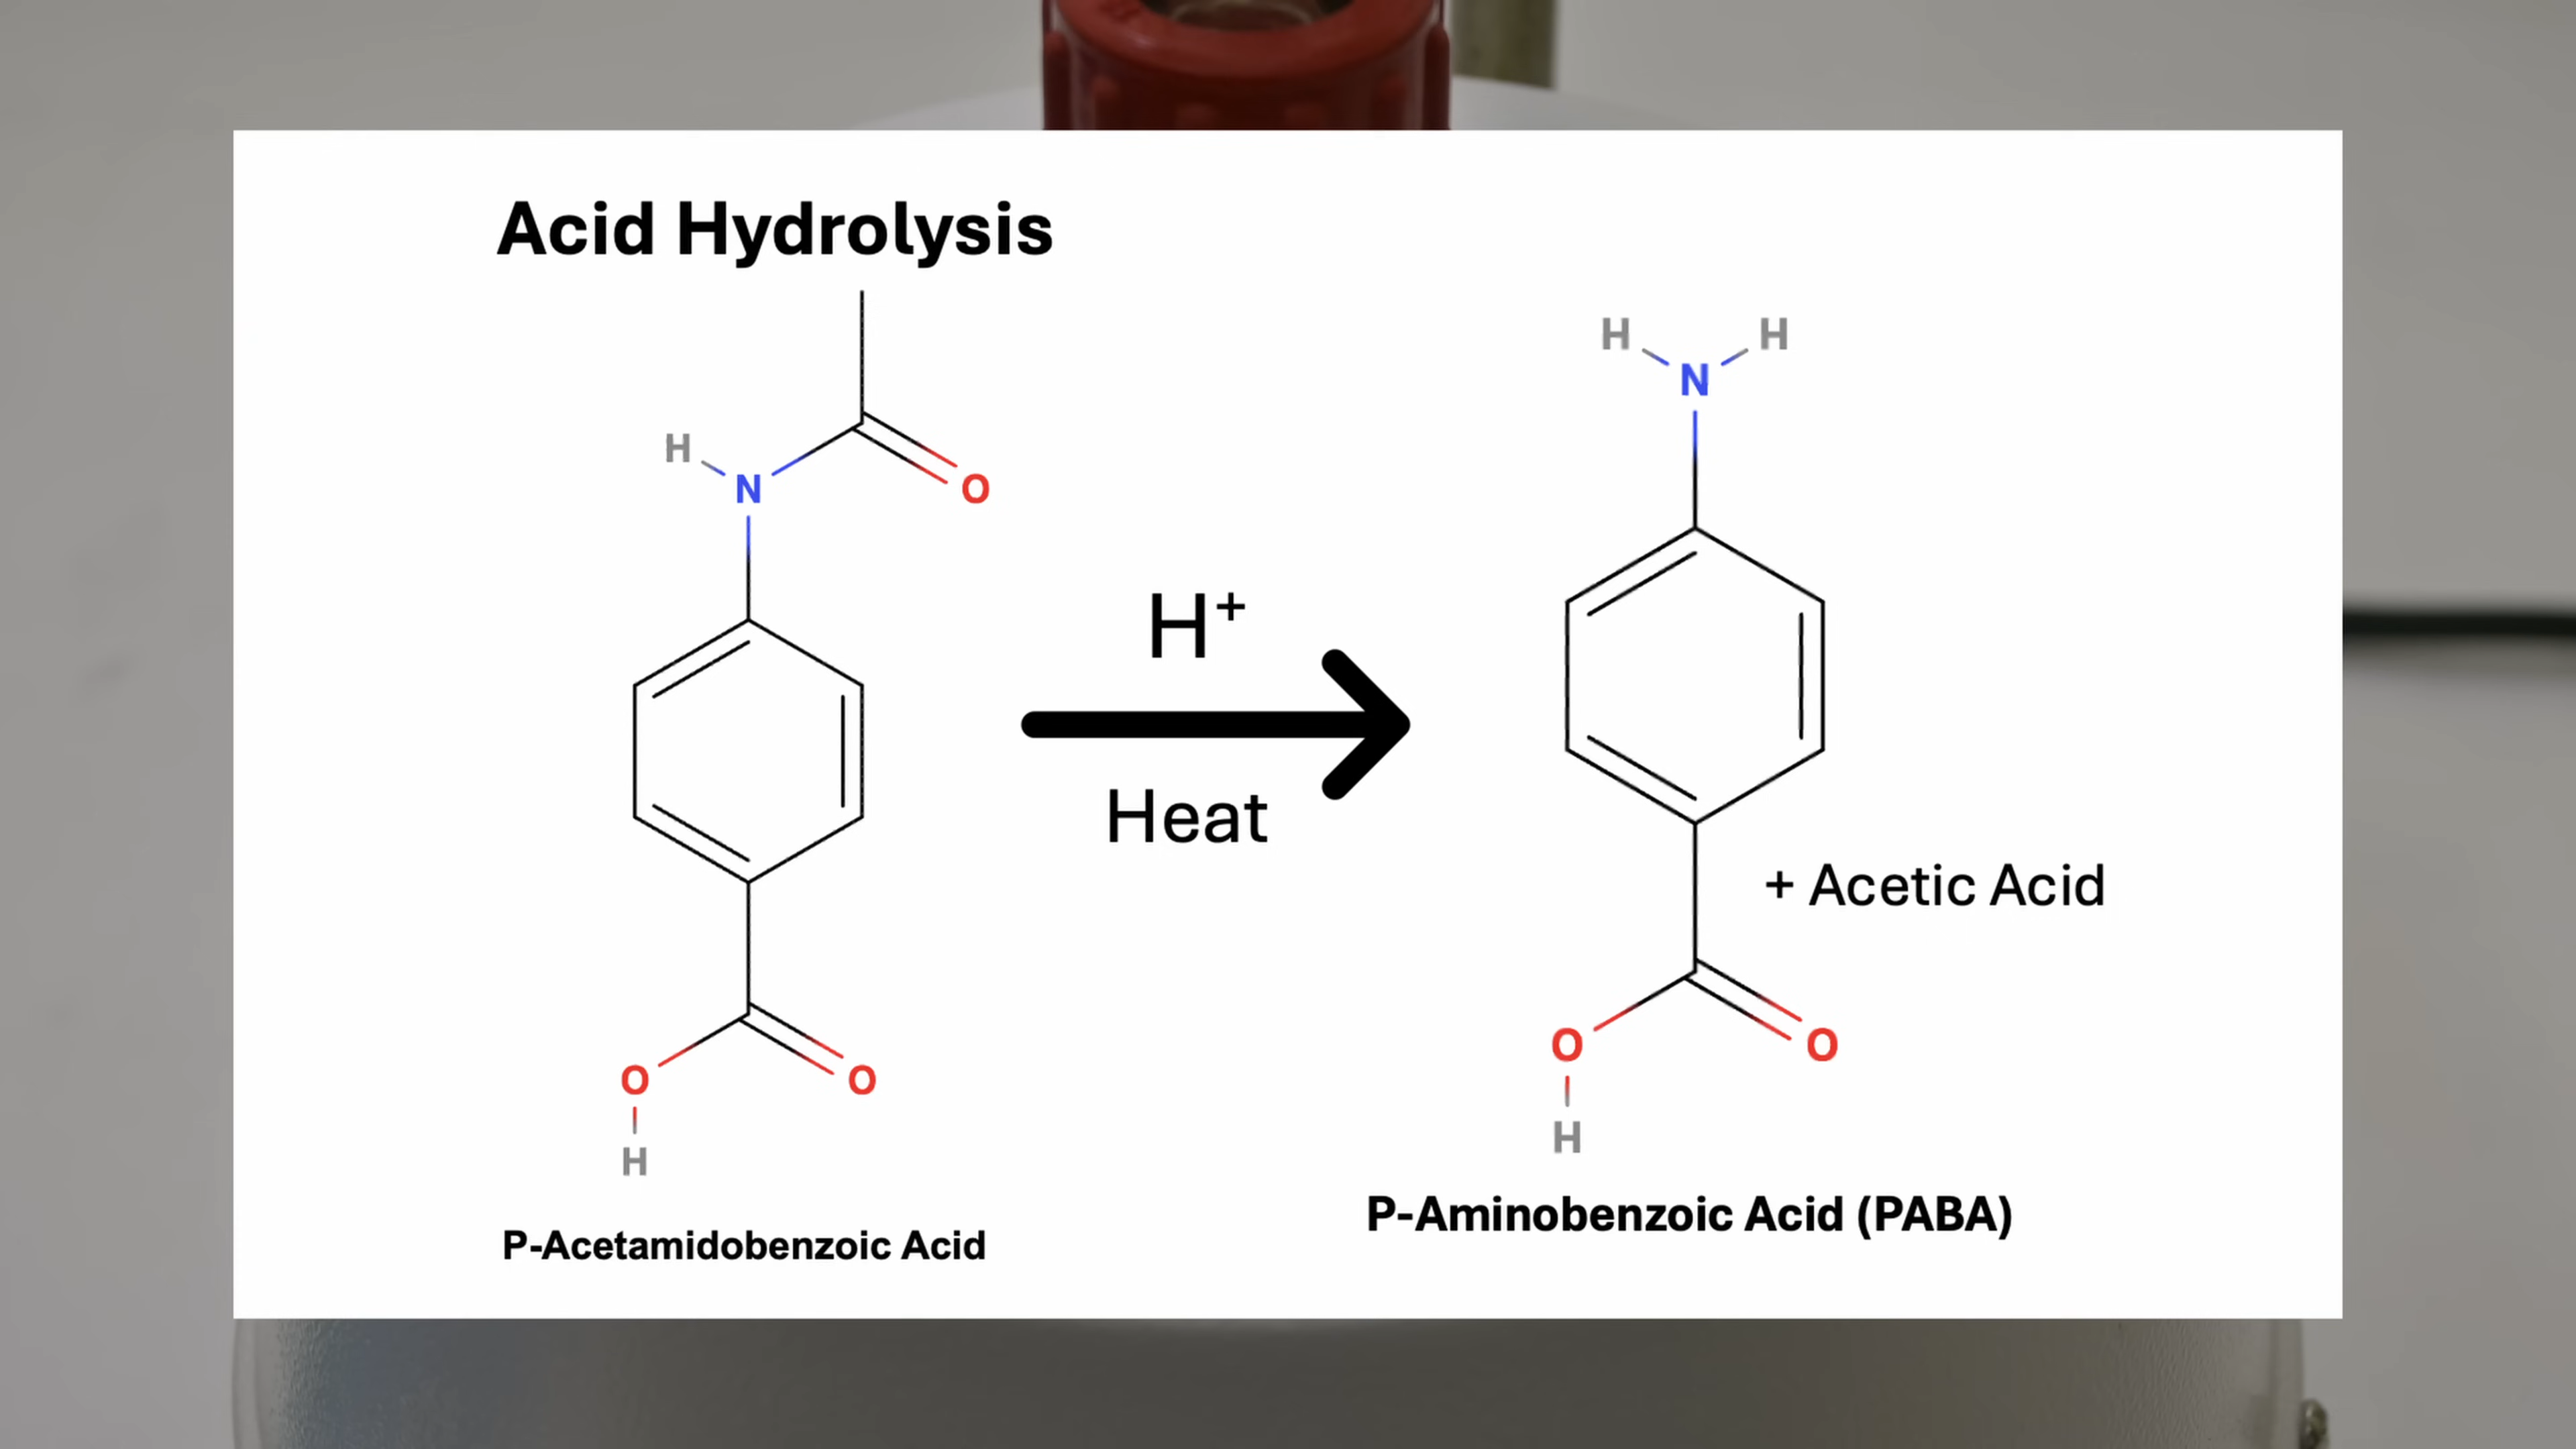 Acid Hydrolysis
H
N
O
H⁺
Heat
O
O
H
P-Acetamidobenzoic Acid
H
H
N
+ Acetic Acid
O
O
H
P-Aminobenzoic Acid (PABA)